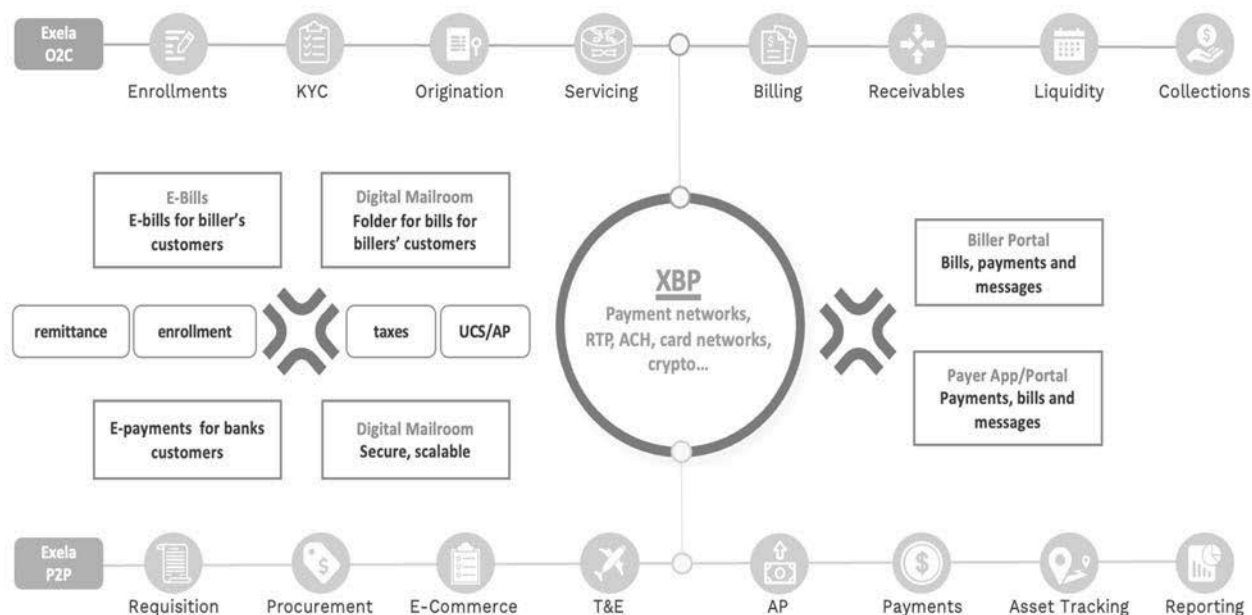 Exela
O2C
Enrollments
KYC
Origination
Servicing
Billing
Receivables
Liquidity
Collections
E-Bills
E-bills for biller's
customers
Digital Mailroom
Folder for bills for
billers' customers
remittance
enrollment
taxes
UCS/AP
E-payments for banks
customers
Digital Mailroom
Secure, scalable
XBP
Payment networks,
RTP, ACH, card networks,
crypto...
Biller Portal
Bills, payments and
messages
Payer App/Portal
Payments, bills and
messages
Exela
P2P
Requisition
Procurement
E-Commerce
T&E
AP
Payments
Asset Tracking
Reporting